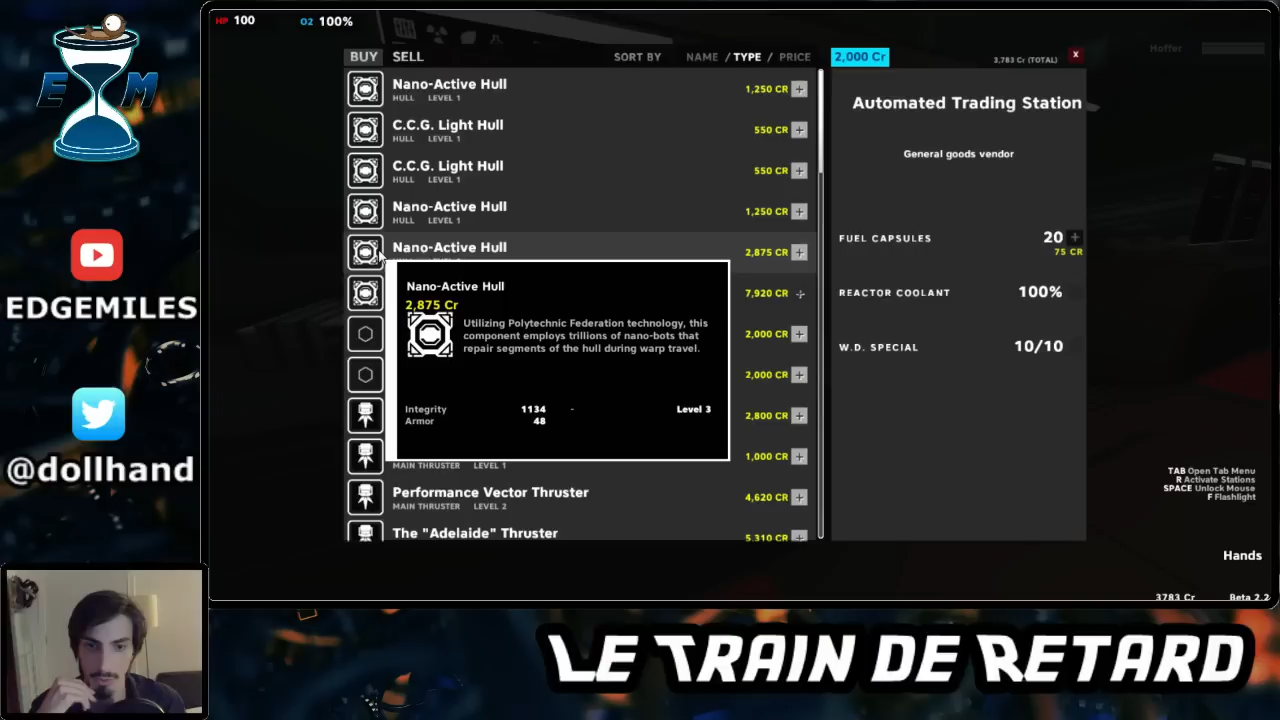 HP 100
O2 100%
E M
EDGEMILES
@dollhand
BUY SELL
SORT BY NAME / TYPE / PRICE
Nano-Active Hull
HULL LEVEL 1
1,250 CR +
C.C.G. Light Hull
HULL LEVEL 1
550 CR +
C.C.G. Light Hull
HULL LEVEL 1
550 CR +
Nano-Active Hull
HULL LEVEL 1
1,250 CR +
Nano-Active Hull
2,875 CR +
7,920 CR +
2,000 CR +
2,000 CR +
2,800 CR +
MAIN THRUSTER LEVEL 1
1,000 CR +
Performance Vector Thruster
MAIN THRUSTER LEVEL 2
4,620 CR +
The "Adelaide" Thruster
5,310 CR +
Nano-Active Hull
2,875 Cr
Utilizing Polytechnic Federation technology, this
component employs trillions of nano-bots that
repair segments of the hull during warp travel.
Integrity 1134 - Level 3
Armor 48
2,000 Cr
3,783 Cr (TOTAL)
x
Automated Trading Station
General goods vendor
FUEL CAPSULES 20 +
75 CR
REACTOR COOLANT 100%
W.D. SPECIAL 10/10
Hoffer
TAB Open Tab Menu
R Activate Stations
SPACE Unlock Mouse
F Flashlight
Hands
3783 Cr Beta 2.2
LE TRAIN DE RETARD